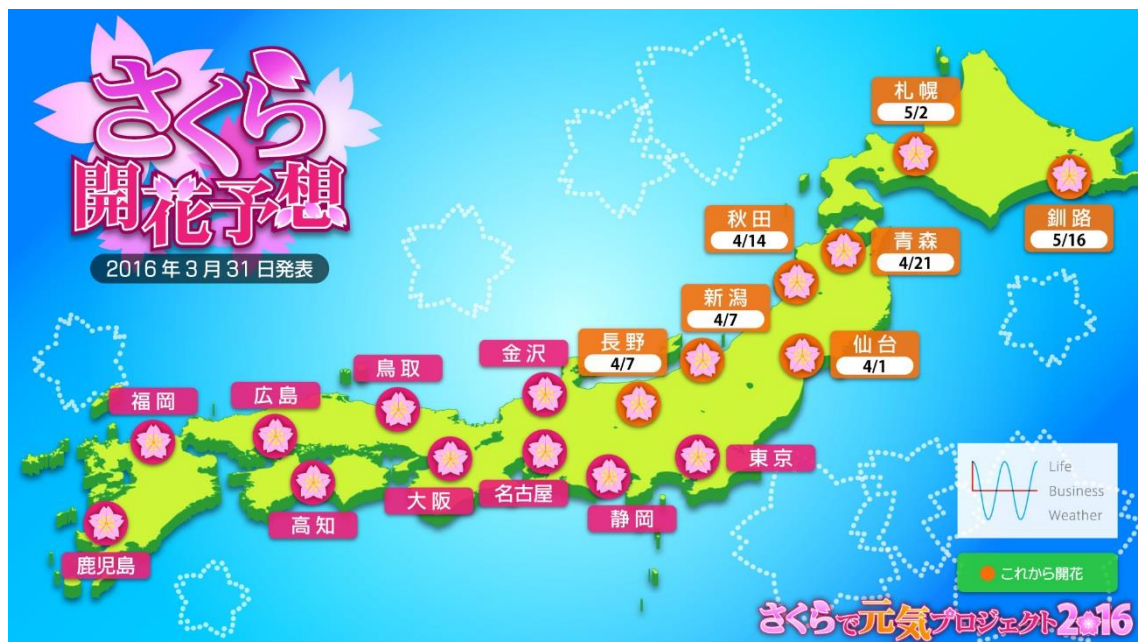 さくら
開花予想
2016年3月31日発表
札幌
5/2
釧路
5/16
秋田
4/14
青森
4/21
新潟
4/7
長野
4/7
仙台
4/1
金沢
鳥取
広島
福岡
東京
大阪
名古屋
静岡
高知
鹿児島
Life
Business
Weather
これから開花
さくらで元気プロジェクト2016